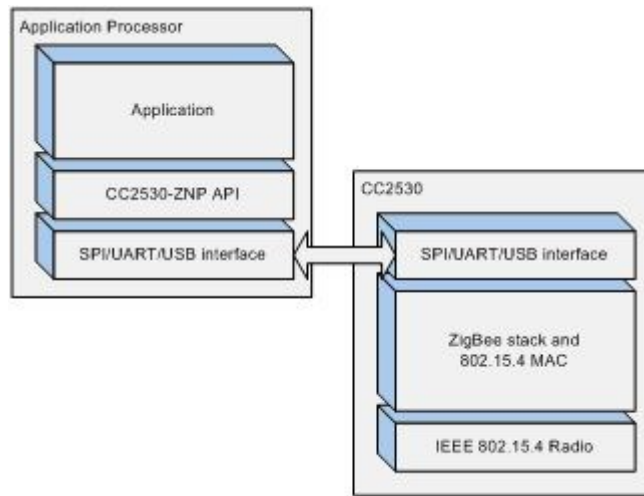 Application Processor
Application
CC2530-ZNP API
SPI/UART/USB interface
CC2530
SPI/UART/USB interface
ZigBee stack and
802.15.4 MAC
IEEE 802.15.4 Radio